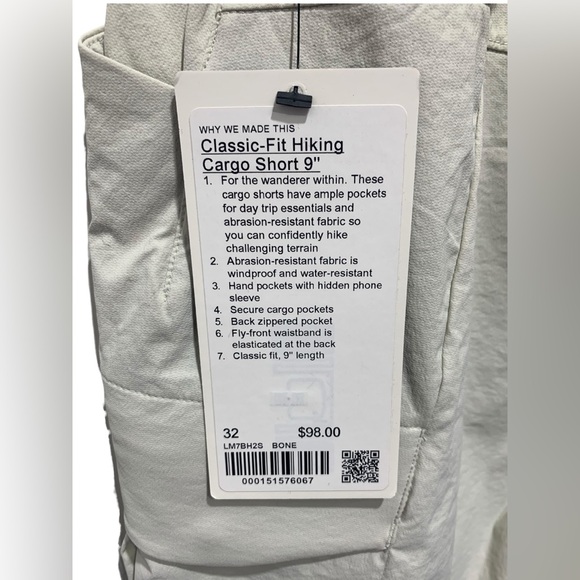 WHY WE MADE THIS
Classic-Fit Hiking
Cargo Short 9"
1. For the wanderer within. These
cargo shorts have ample pockets
for day trip essentials and
abrasion-resistant fabric so
you can confidently hike
challenging terrain
2. Abrasion-resistant fabric is
windproof and water-resistant
3. Hand pockets with hidden phone
sleeve
4. Secure cargo pockets
5. Back zippered pocket
6. Fly-front waistband is
elasticated at the back
7. Classic fit, 9" length
32 $98.00
LM7BH2S BONE
000151576067